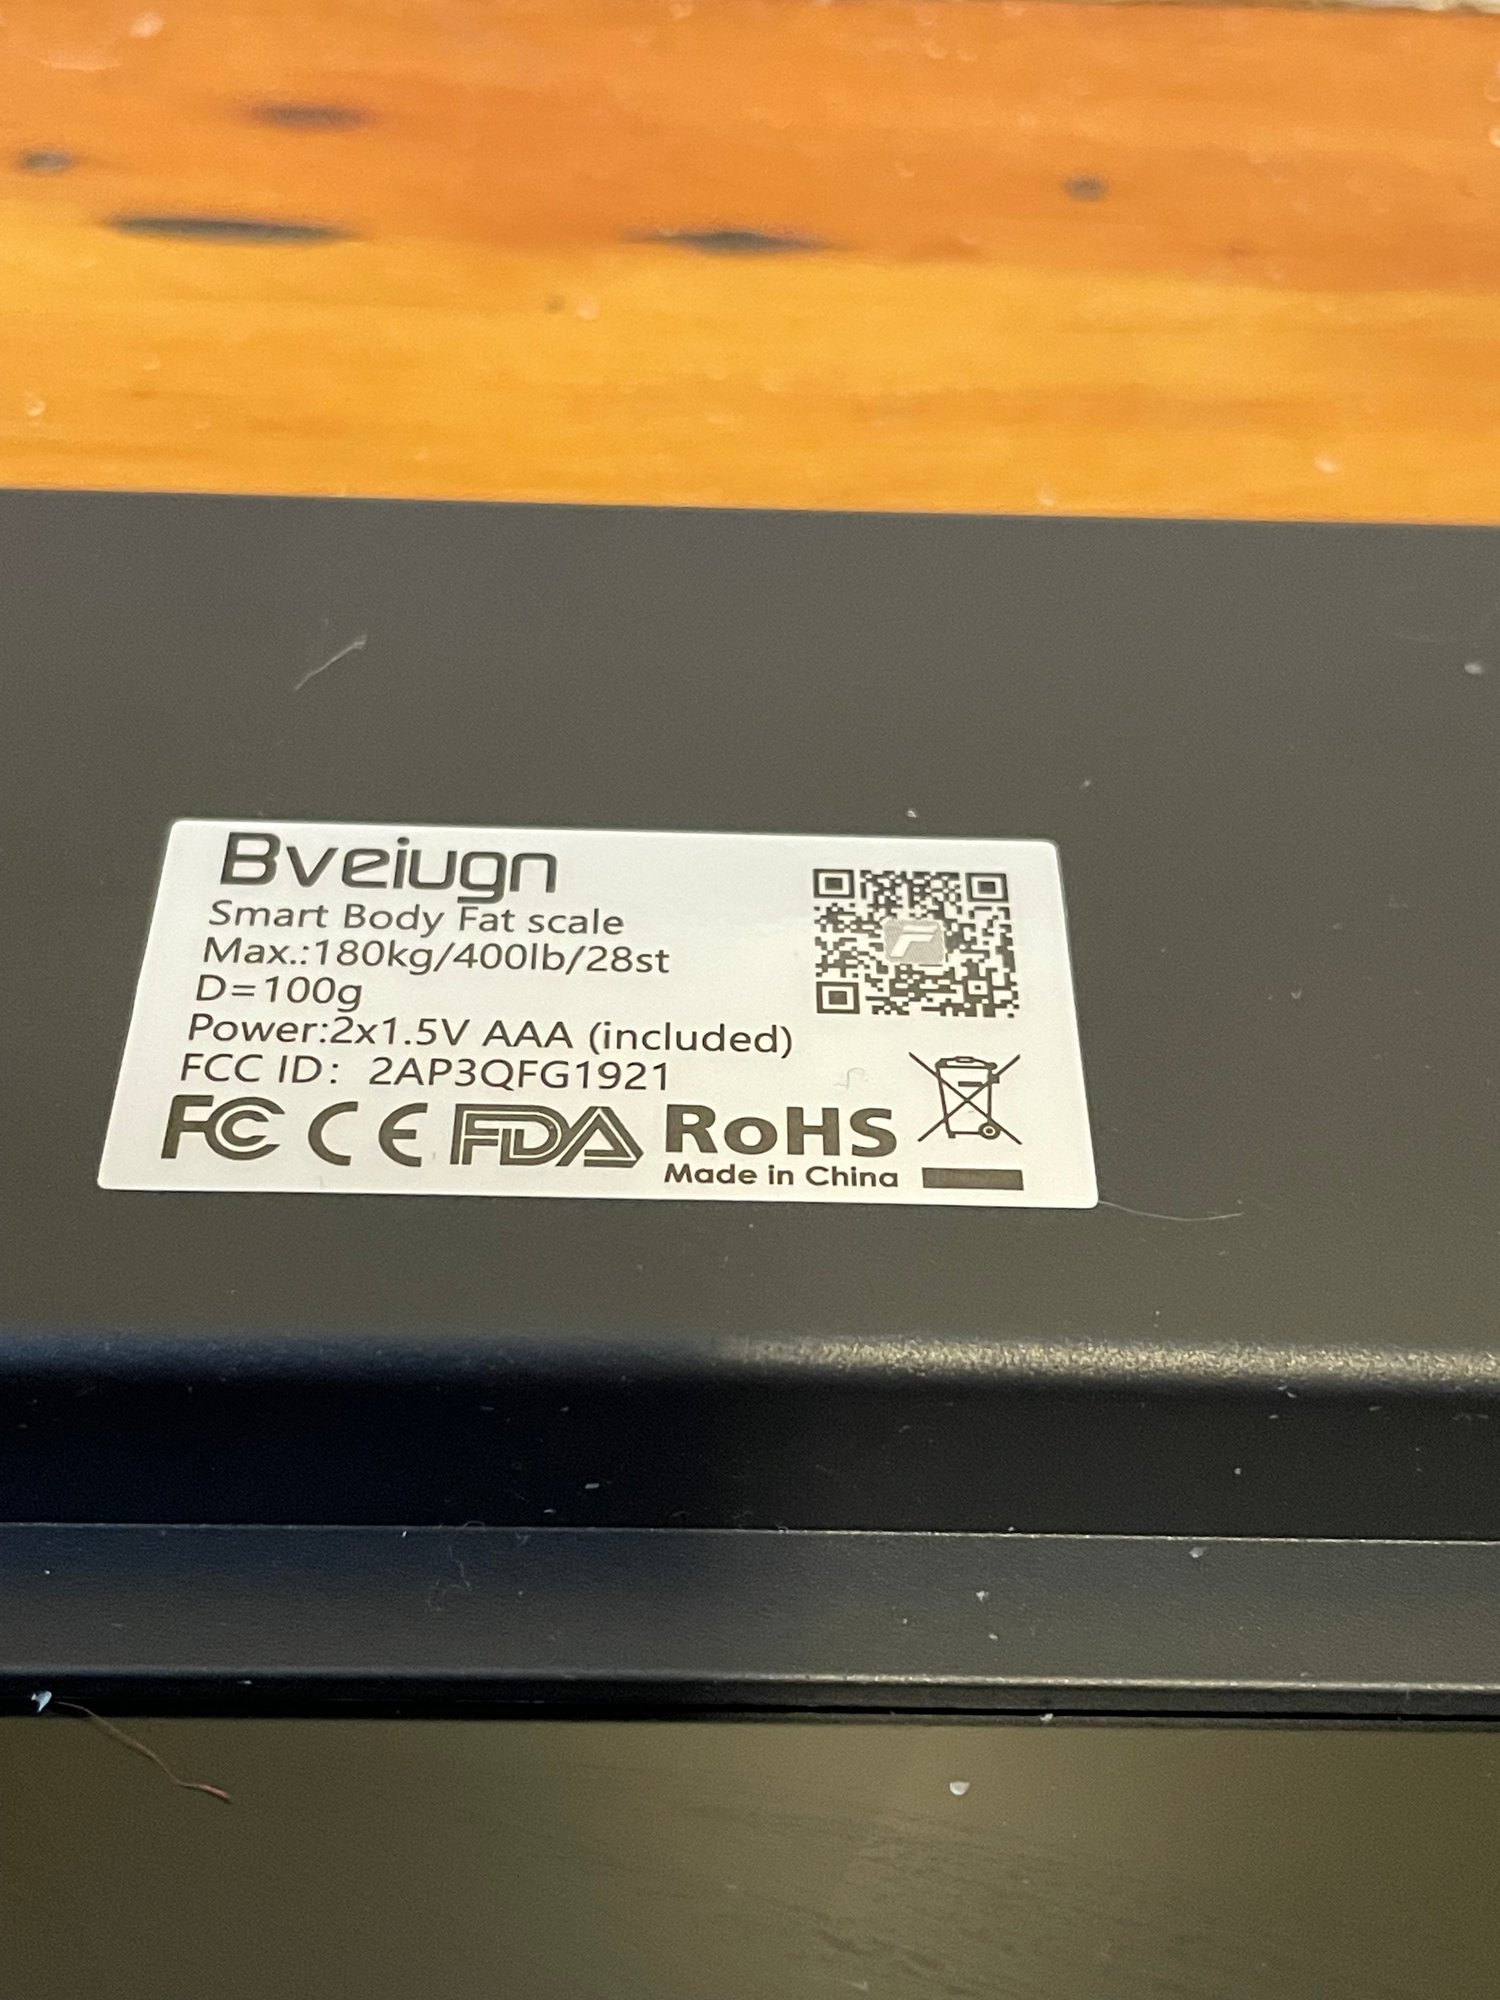 Bveiugn
Smart Body Fat scale
Max.:180kg/400lb/28st
D=100g
Power:2x1.5V AAA (included)
FCC ID: 2AP3QFG1921
FC CE FDA RoHS
Made in China